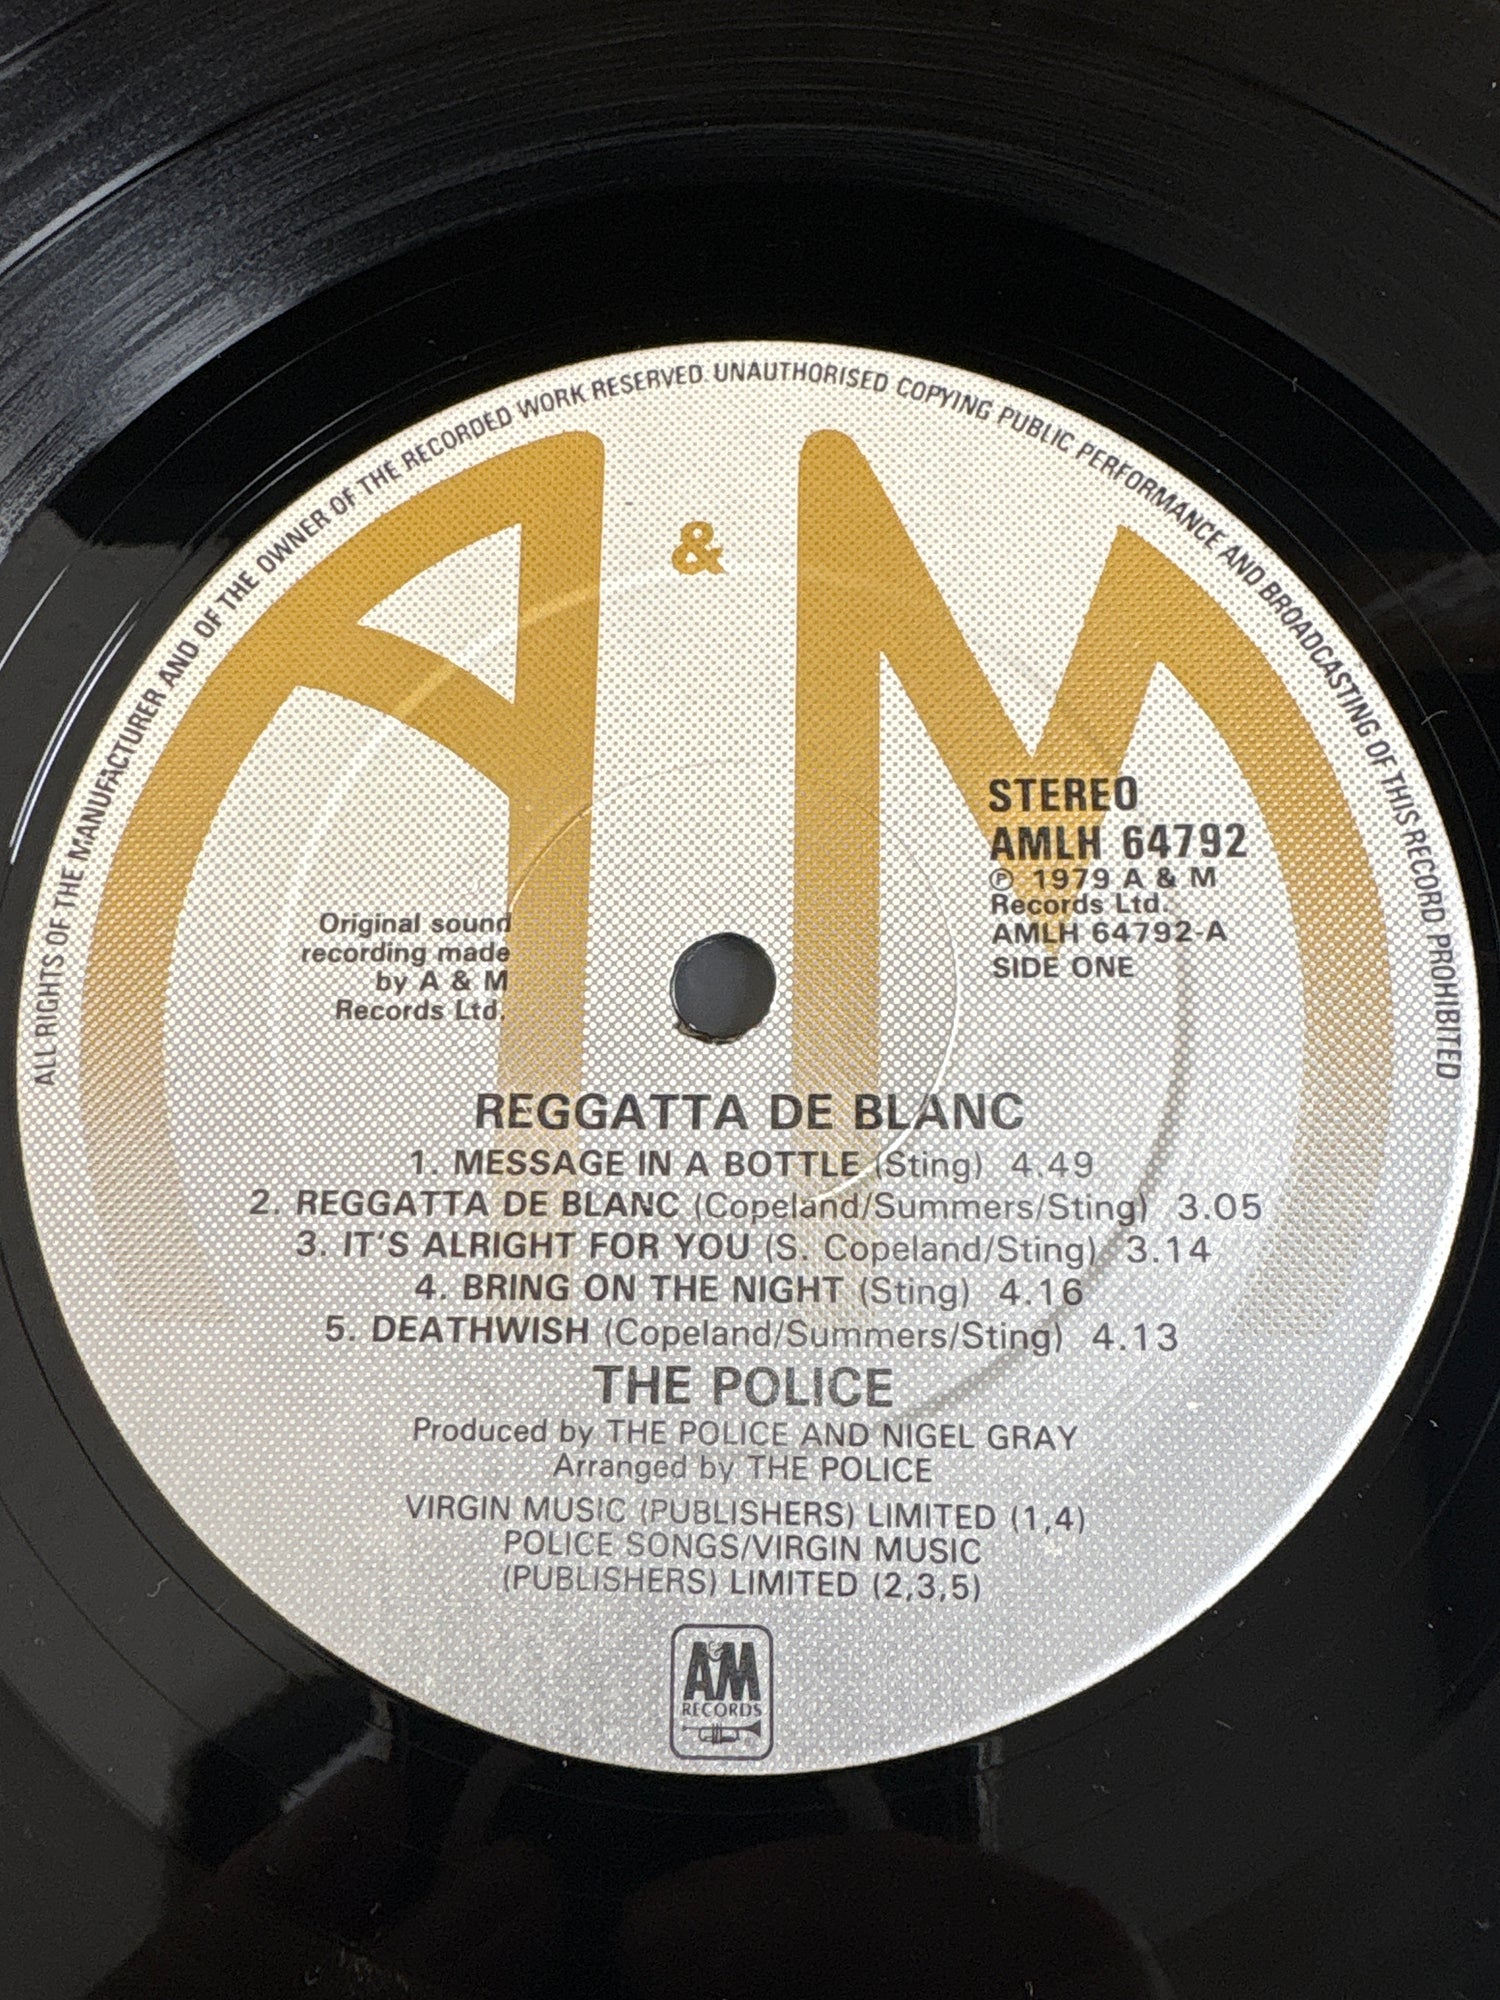 ALL RIGHTS OF THE MANUFACTURER AND OF THE OWNER OF THE RECORDED WORK RESERVED. UNAUTHORISED COPYING PUBLIC PERFORMANCE AND BROADCASTING OF THIS RECORD PROHIBITED
A & M
STEREO
AMLH 64792
℗ 1979 A & M
Records Ltd.
AMLH 64792-A
SIDE ONE
Original sound
recording made
by A & M
Records Ltd.
REGGATTA DE BLANC
1. MESSAGE IN A BOTTLE (Sting) 4.49
2. REGGATTA DE BLANC (Copeland/Summers/Sting) 3.05
3. IT'S ALRIGHT FOR YOU (S. Copeland/Sting) 3.14
4. BRING ON THE NIGHT (Sting) 4.16
5. DEATHWISH (Copeland/Summers/Sting) 4.13
THE POLICE
Produced by THE POLICE AND NIGEL GRAY
Arranged by THE POLICE
VIRGIN MUSIC (PUBLISHERS) LIMITED (1,4)
POLICE SONGS/VIRGIN MUSIC
(PUBLISHERS) LIMITED (2,3,5)
A&M
RECORDS